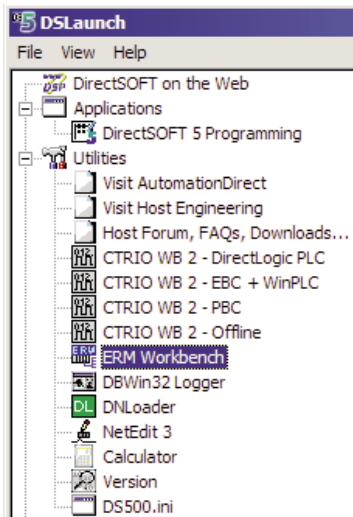 DSLaunch
File View Help
DirectSOFT on the Web
Applications
DirectSOFT 5 Programming
Utilities
Visit AutomationDirect
Visit Host Engineering
Host Forum, FAQs, Downloads...
CTRIO WB 2 - DirectLogic PLC
CTRIO WB 2 - EBC + WinPLC
CTRIO WB 2 - PBC
CTRIO WB 2 - Offline
ERM Workbench
DBWin32 Logger
DL DNLoader
NetEdit 3
Calculator
Version
DS500.ini